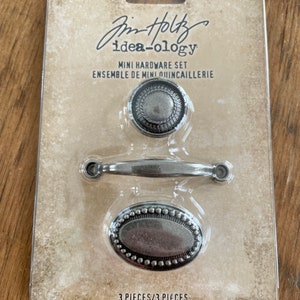 Tim Holtz
idea-ology
MINI HARDWARE SET
ENSEMBLE DE MINI QUINCAILLERIE
3 PIECES/3 PIÈCES